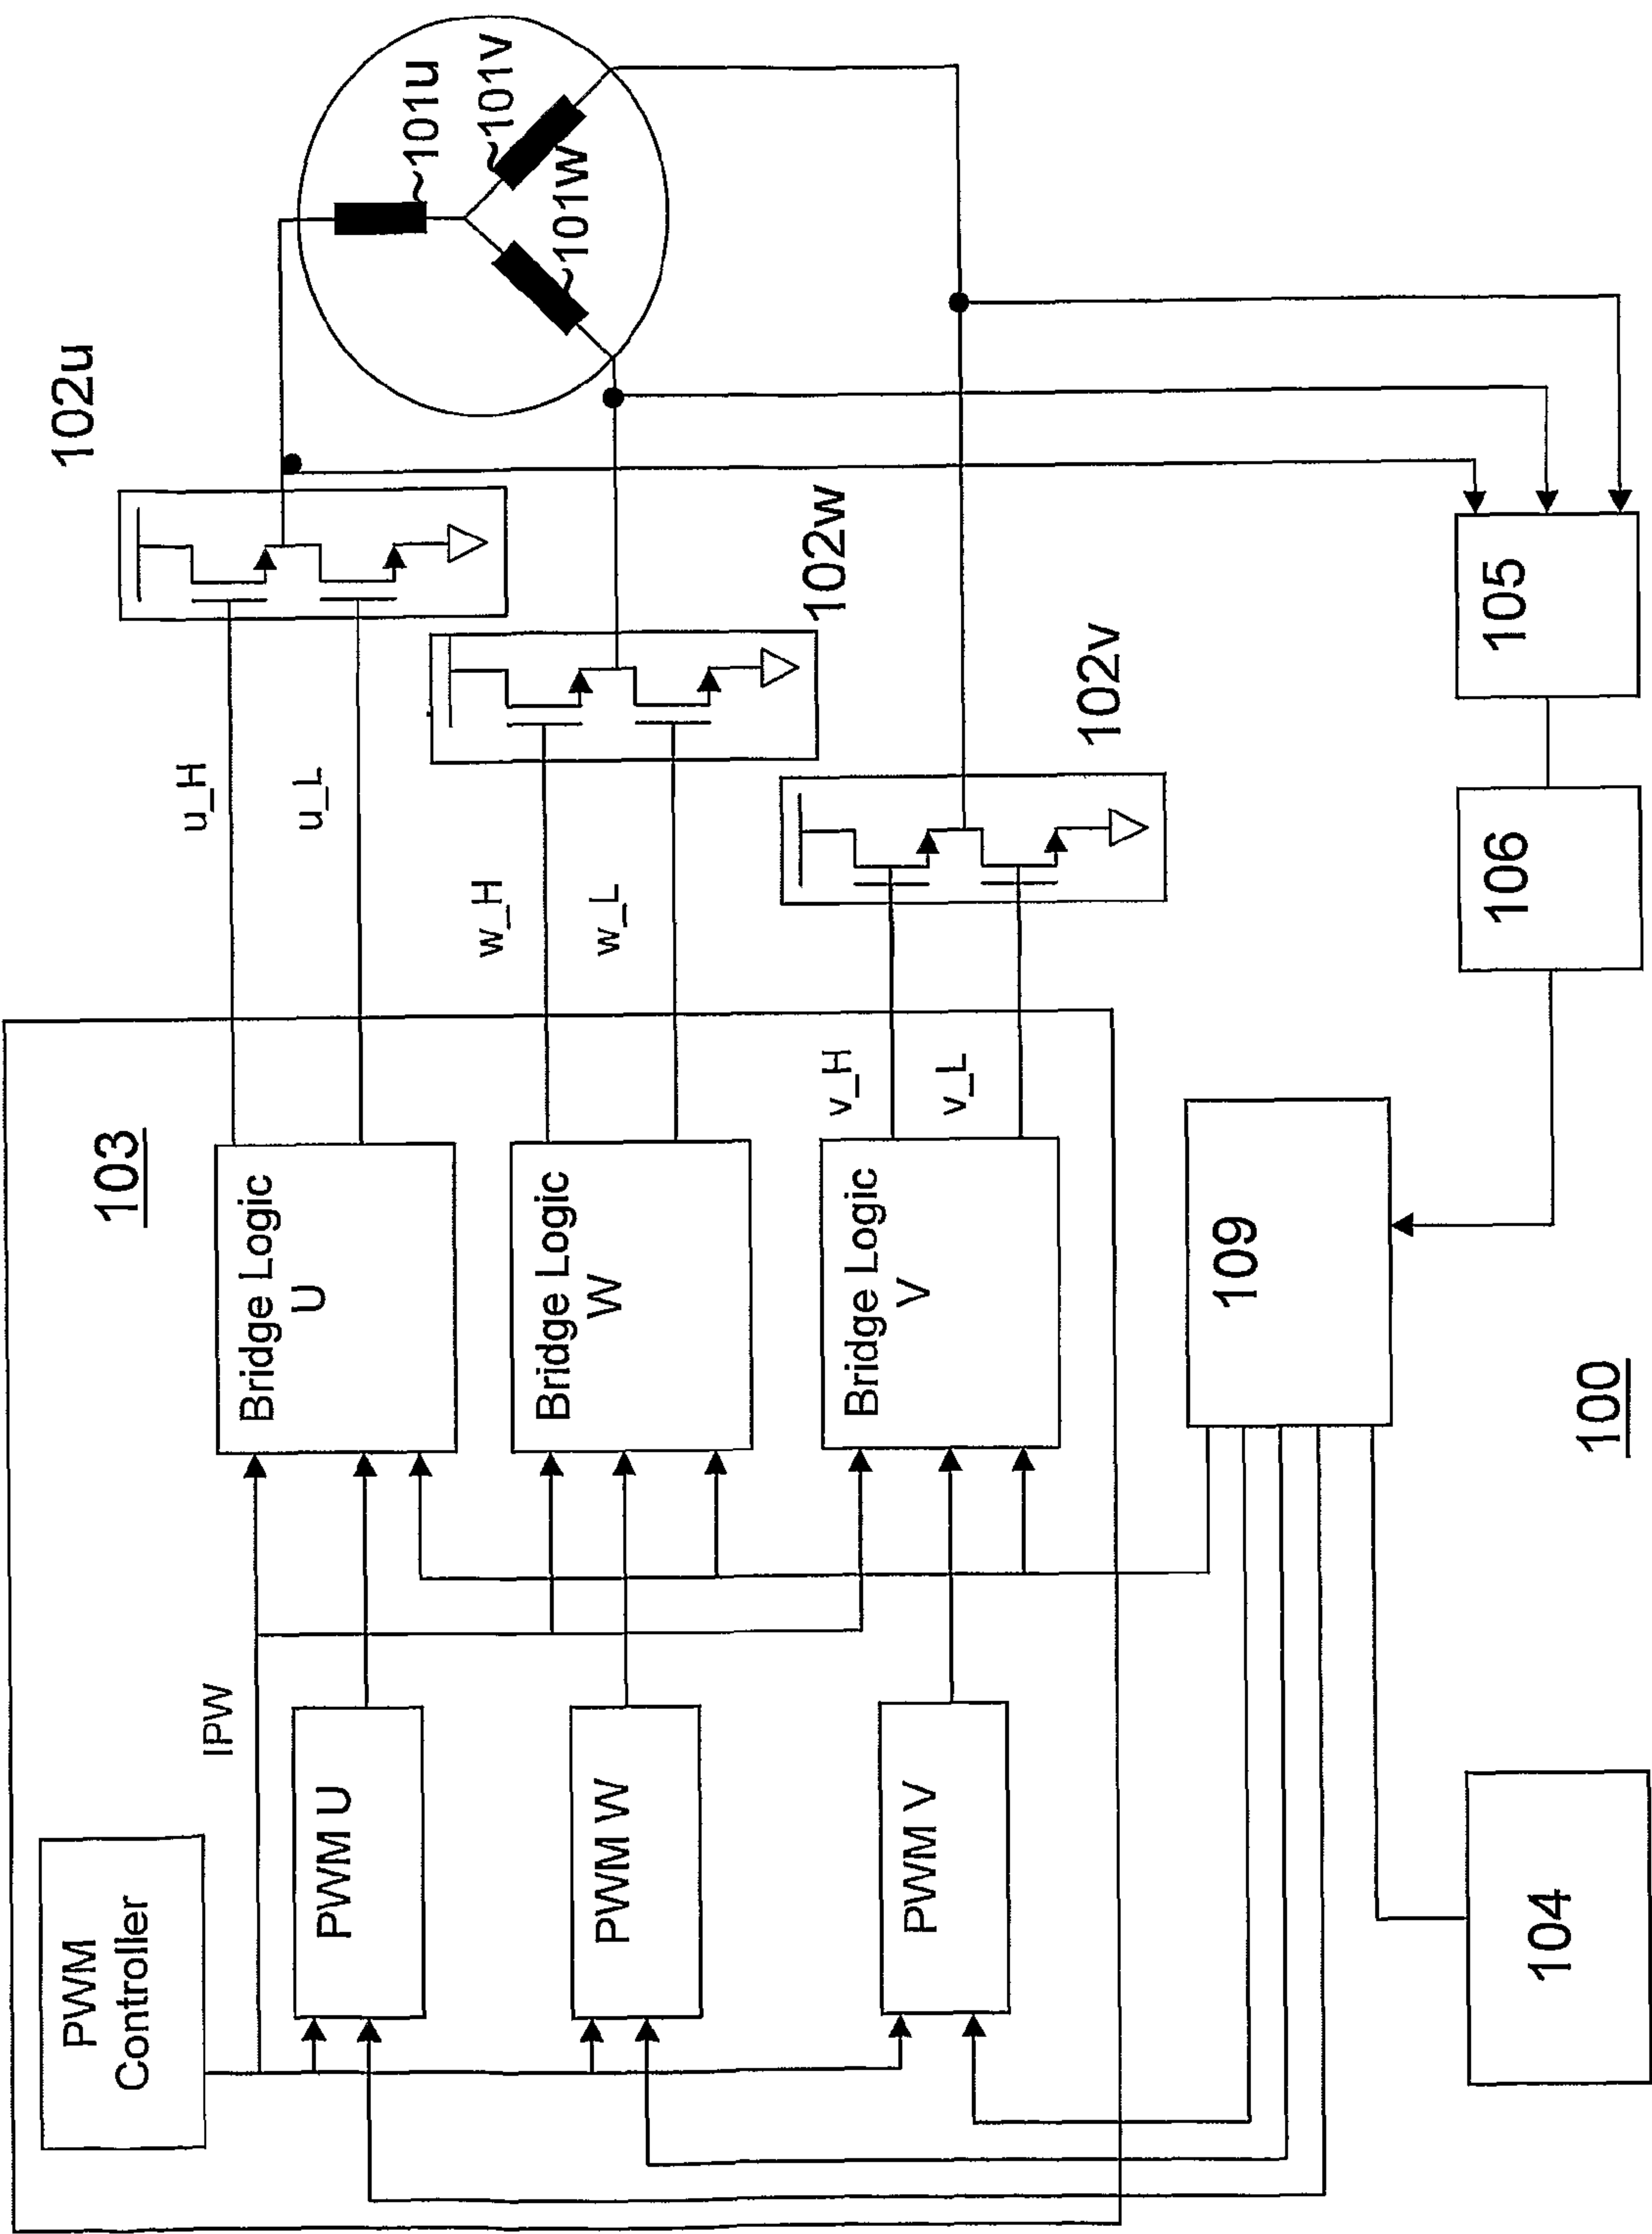 PWM
Controller
103
IPW
PWM U
Bridge Logic
U
u_H
u_L
102u
101u
101v
101w
PWM W
Bridge Logic
W
w_H
w_L
102w
PWM V
Bridge Logic
V
v_H
v_L
102v
109
104
106
105
100